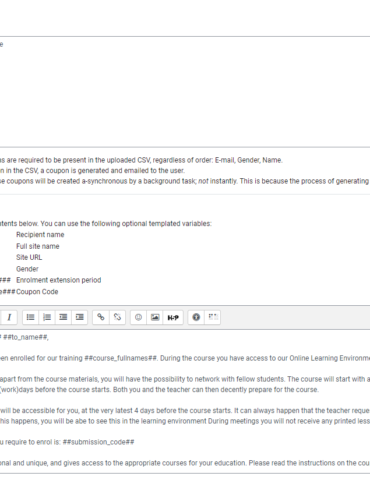 e
ns are required to be present in the uploaded CSV, regardless of order: E-mail, Gender, Name.
n in the CSV, a coupon is generated and emailed to the user.
se coupons will be created a-synchronous by a background task; not instantly. This is because the process of generating
ntents below. You can use the following optional templated variables:
Recipient name
Full site name
Site URL
Gender
### Enrolment extension period
e### Coupon Code
# ##to_name##,
en enrolled for our training ##course_fullnames##. During the course you have access to our Online Learning Environme
apart from the course materials, you will have the possibility to network with fellow students. The course will start with a
(work)days before the course starts. Both you and the teacher can then decently prepare for the course.
will be accessible for you, at the very latest 4 days before the course starts. It can always happen that the teacher reque
his happens, you will be abe to see this in the learning environment During meetings you will not receive any printed less
u require to enrol is: ##submission_code##
onal and unique, and gives access to the appropriate courses for your education. Please read the instructions on the cou